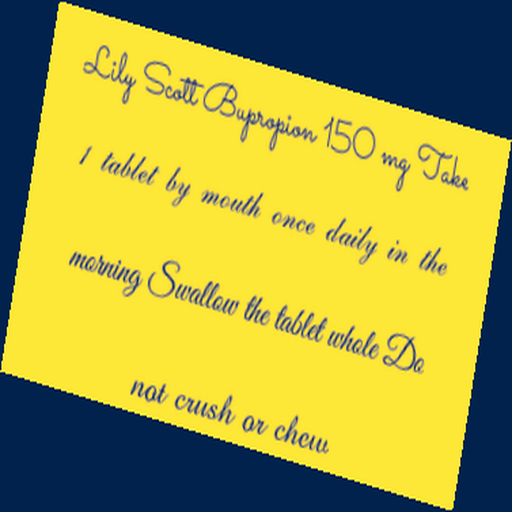 Lily Scott Bupropion 150 mg Take
1 tablet by mouth once daily in the
morning Swallow the tablet whole Do
not crush or chew